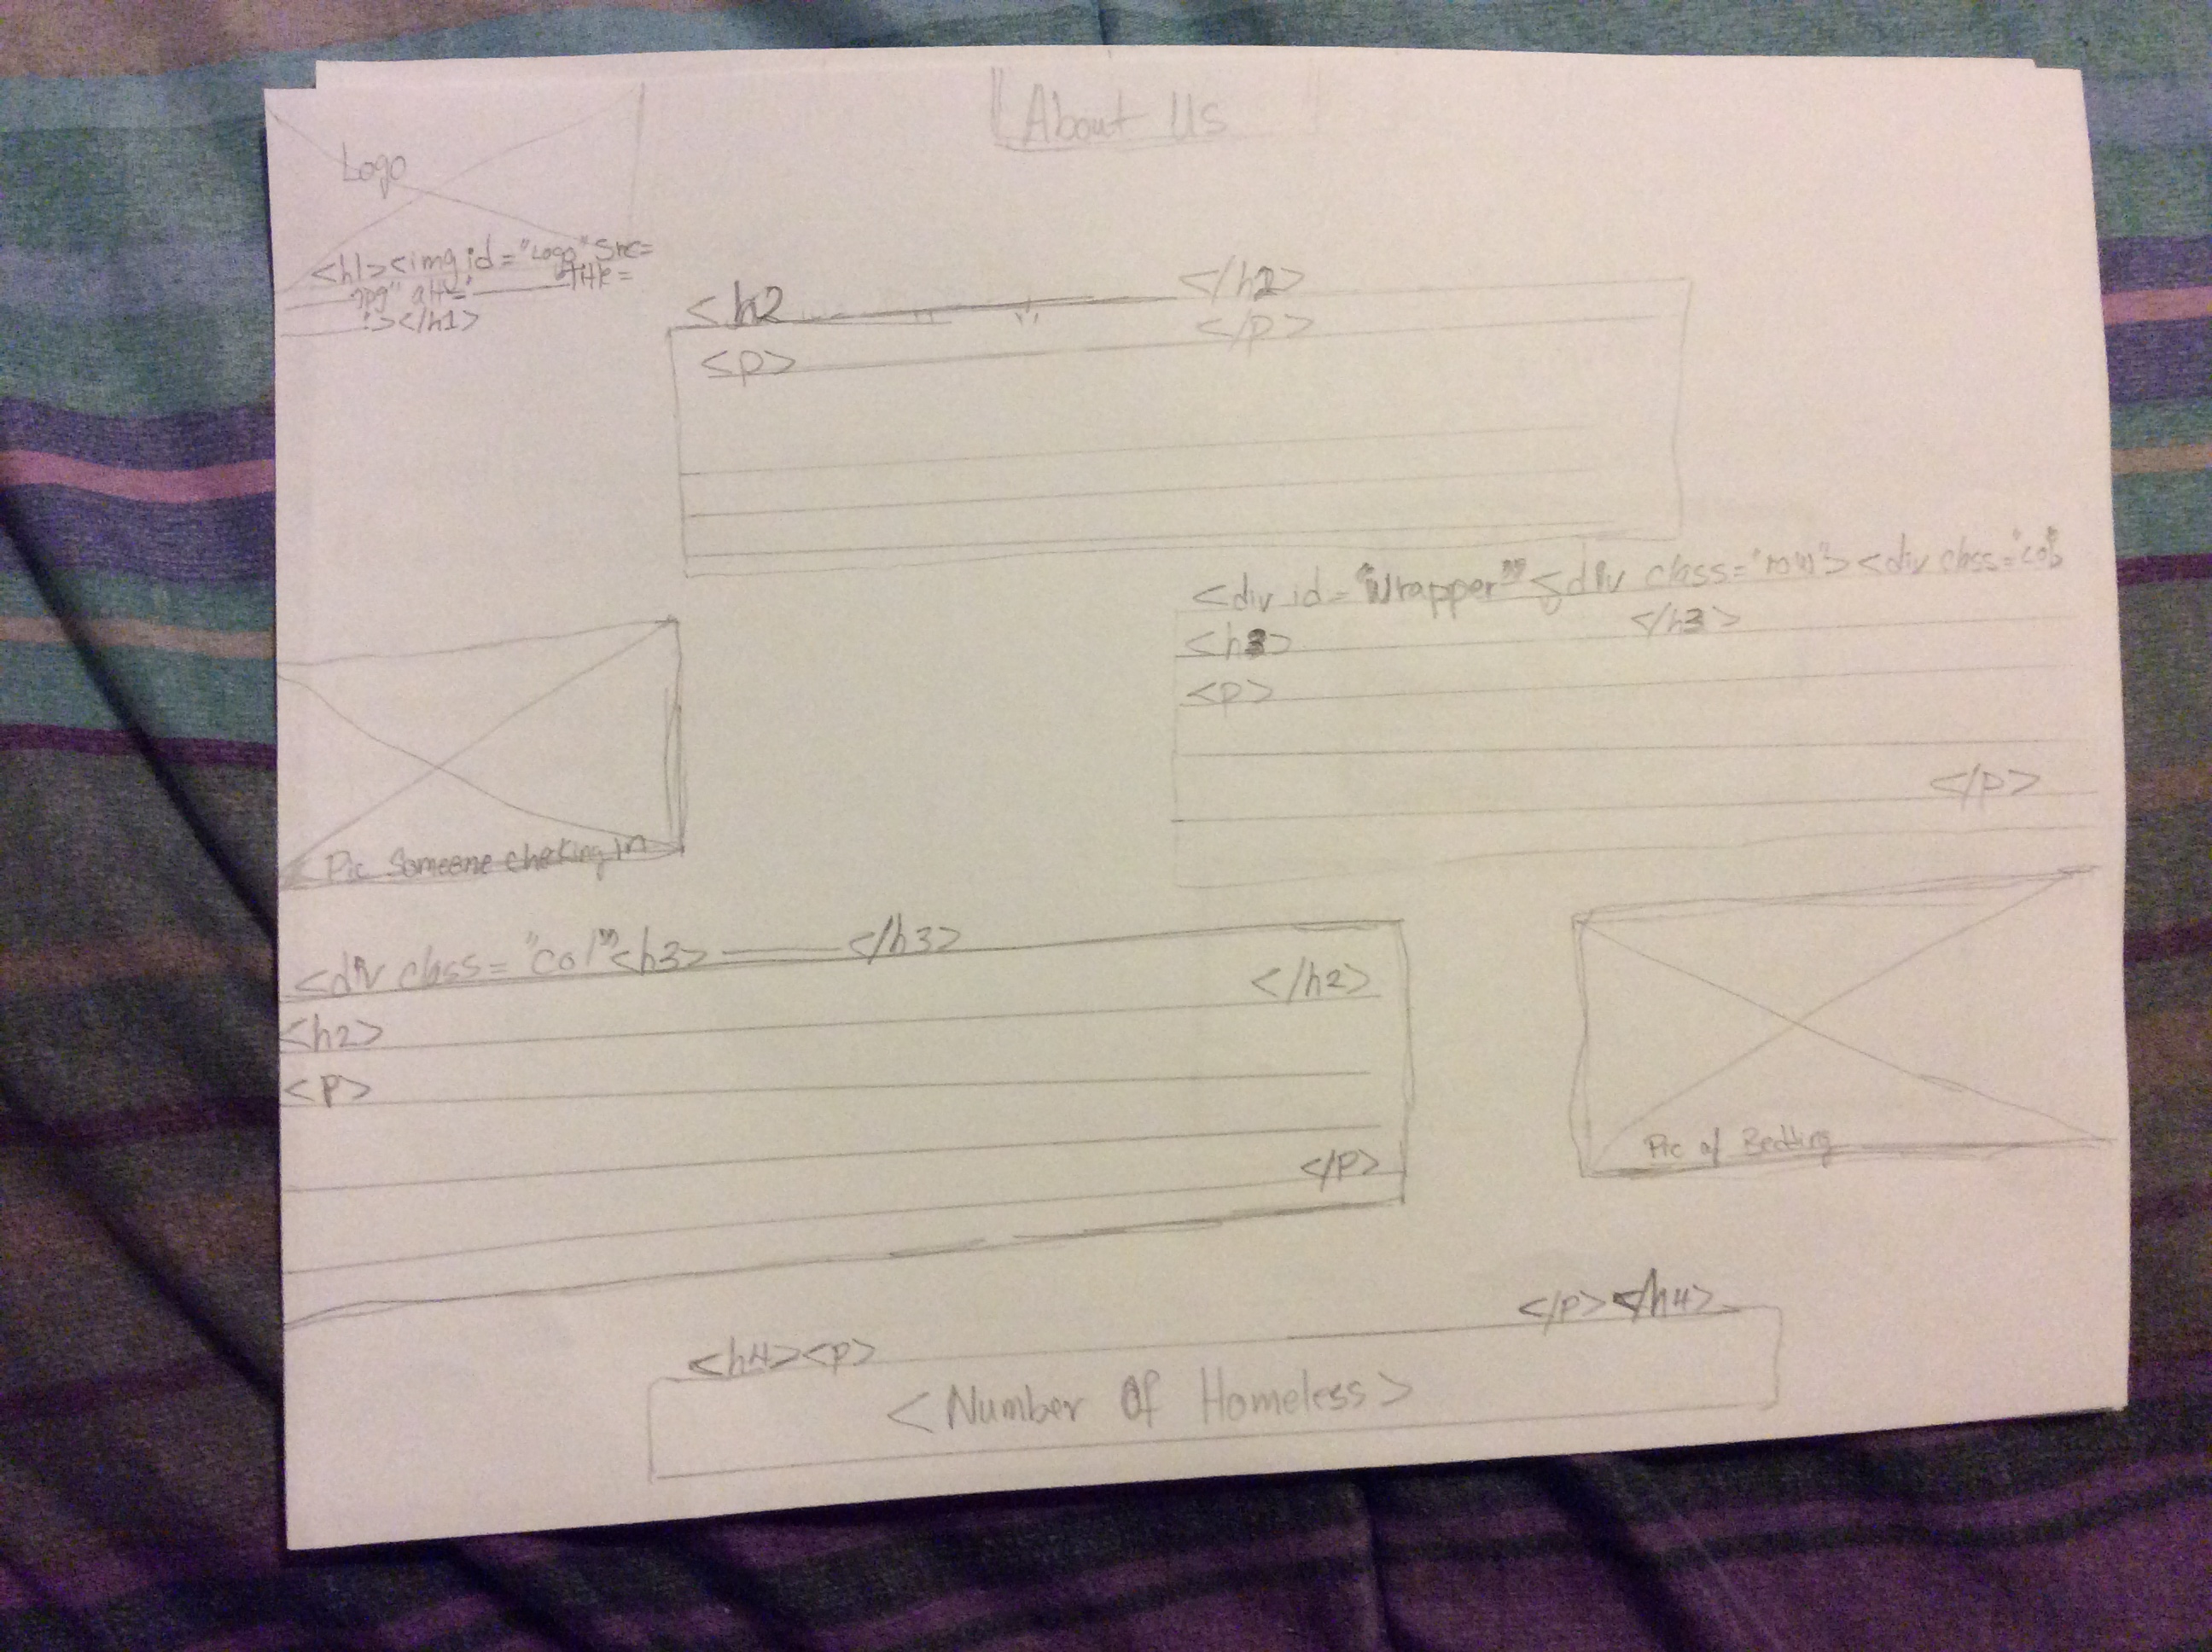 About Us
Logo
<h1><img id="Logo" Src=
jpg" alt=" title=
"></h1>
<h2 </h2>
<p> </p>
<div id="wrapper" <div class="row"> <div class="col"
<h3> </h3>
<p>
</p>
Pic Someone checking in
<div class="col"<h3> </h3>
<h2> </h2>
<p>
</p>
Pic of Bedding
<h4><p> </p></h4>
<Number Of Homeless>